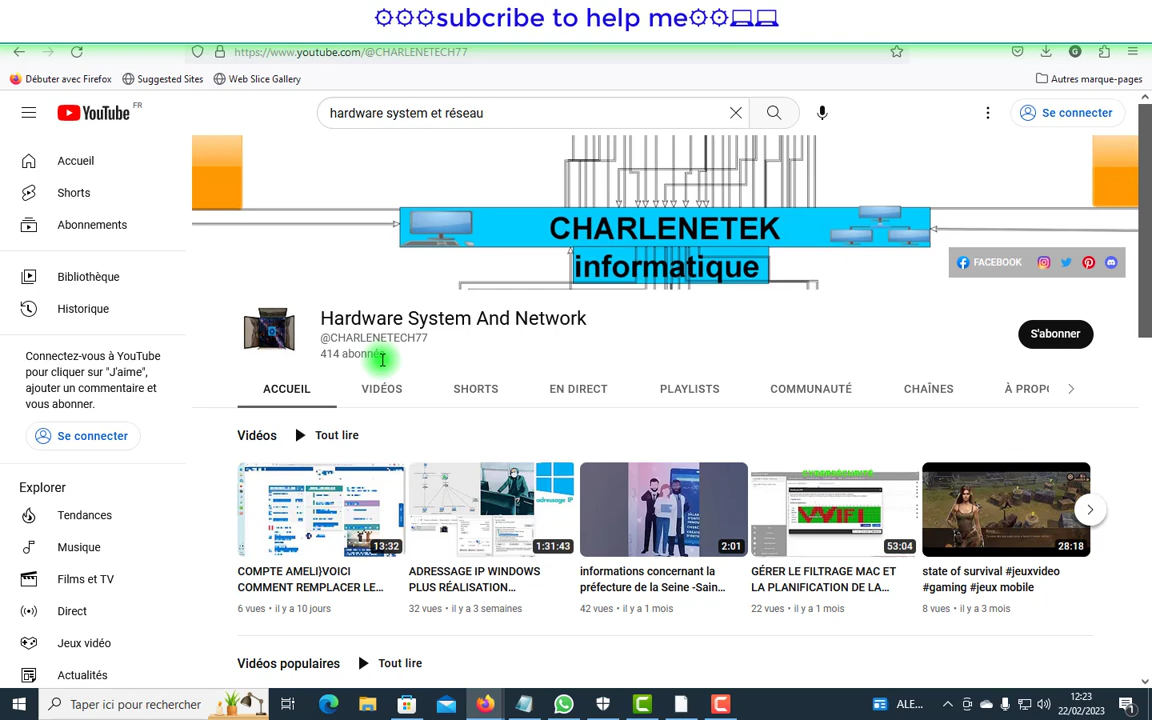 subcribe to help me
https://www.youtube.com/@CHARLENETECH77
Débuter avec Firefox
Suggested Sites
Web Slice Gallery
Autres marque-pages
YouTube FR
hardware system et réseau
Se connecter
Accueil
Shorts
Abonnements
Bibliothèque
Historique
Connectez-vous à YouTube
pour cliquer sur "J'aime",
ajouter un commentaire et
vous abonner.
Se connecter
Explorer
Tendances
Musique
Films et TV
Direct
Jeux vidéo
Actualités
CHARLENETEK
informatique
FACEBOOK
Hardware System And Network
@CHARLENETECH77
414 abonnés
S'abonner
ACCUEIL
VIDÉOS
SHORTS
EN DIRECT
PLAYLISTS
COMMUNAUTÉ
CHAÎNES
À PROP
Vidéos
Tout lire
adressage IP
WIFI
13:32
1:31:43
2:01
53:04
28:18
COMPTE AMELI)VOICI
COMMENT REMPLACER LE...
6 vues • il y a 10 jours
ADRESSAGE IP WINDOWS
PLUS RÉALISATION...
32 vues • il y a 3 semaines
informations concernant la
préfecture de la Seine -Sain...
42 vues • il y a 1 mois
GÉRER LE FILTRAGE MAC ET
LA PLANIFICATION DE LA...
22 vues • il y a 1 mois
state of survival #jeuxvideo
#gaming #jeux mobile
8 vues • il y a 3 mois
Vidéos populaires
Tout lire
Taper ici pour rechercher
ALE...
12:23
22/02/2023
1